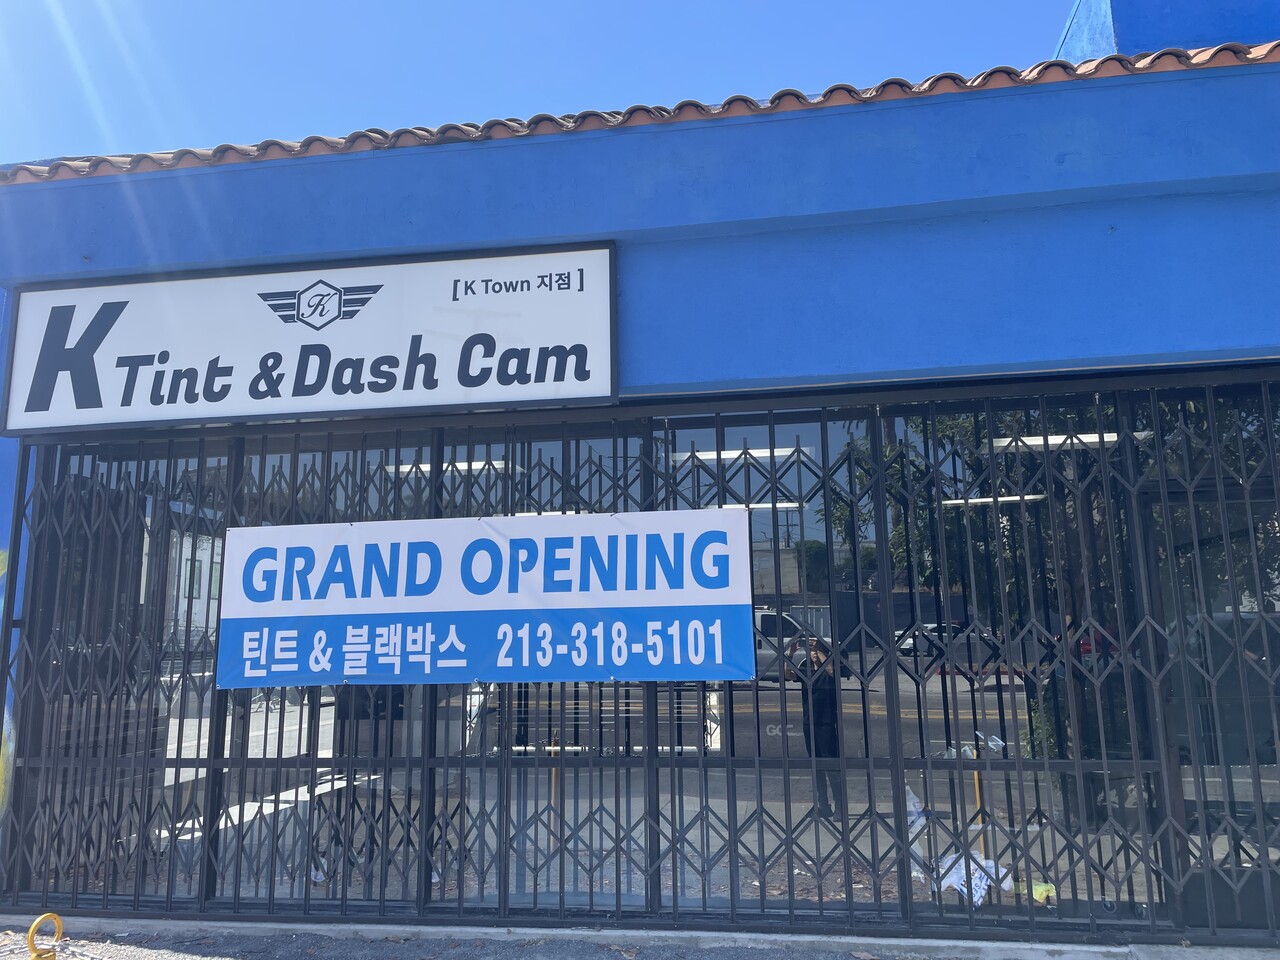 [ K Town 지점 ]
K
K Tint & Dash Cam
GRAND OPENING
틴트 & 블랙박스 213-318-5101